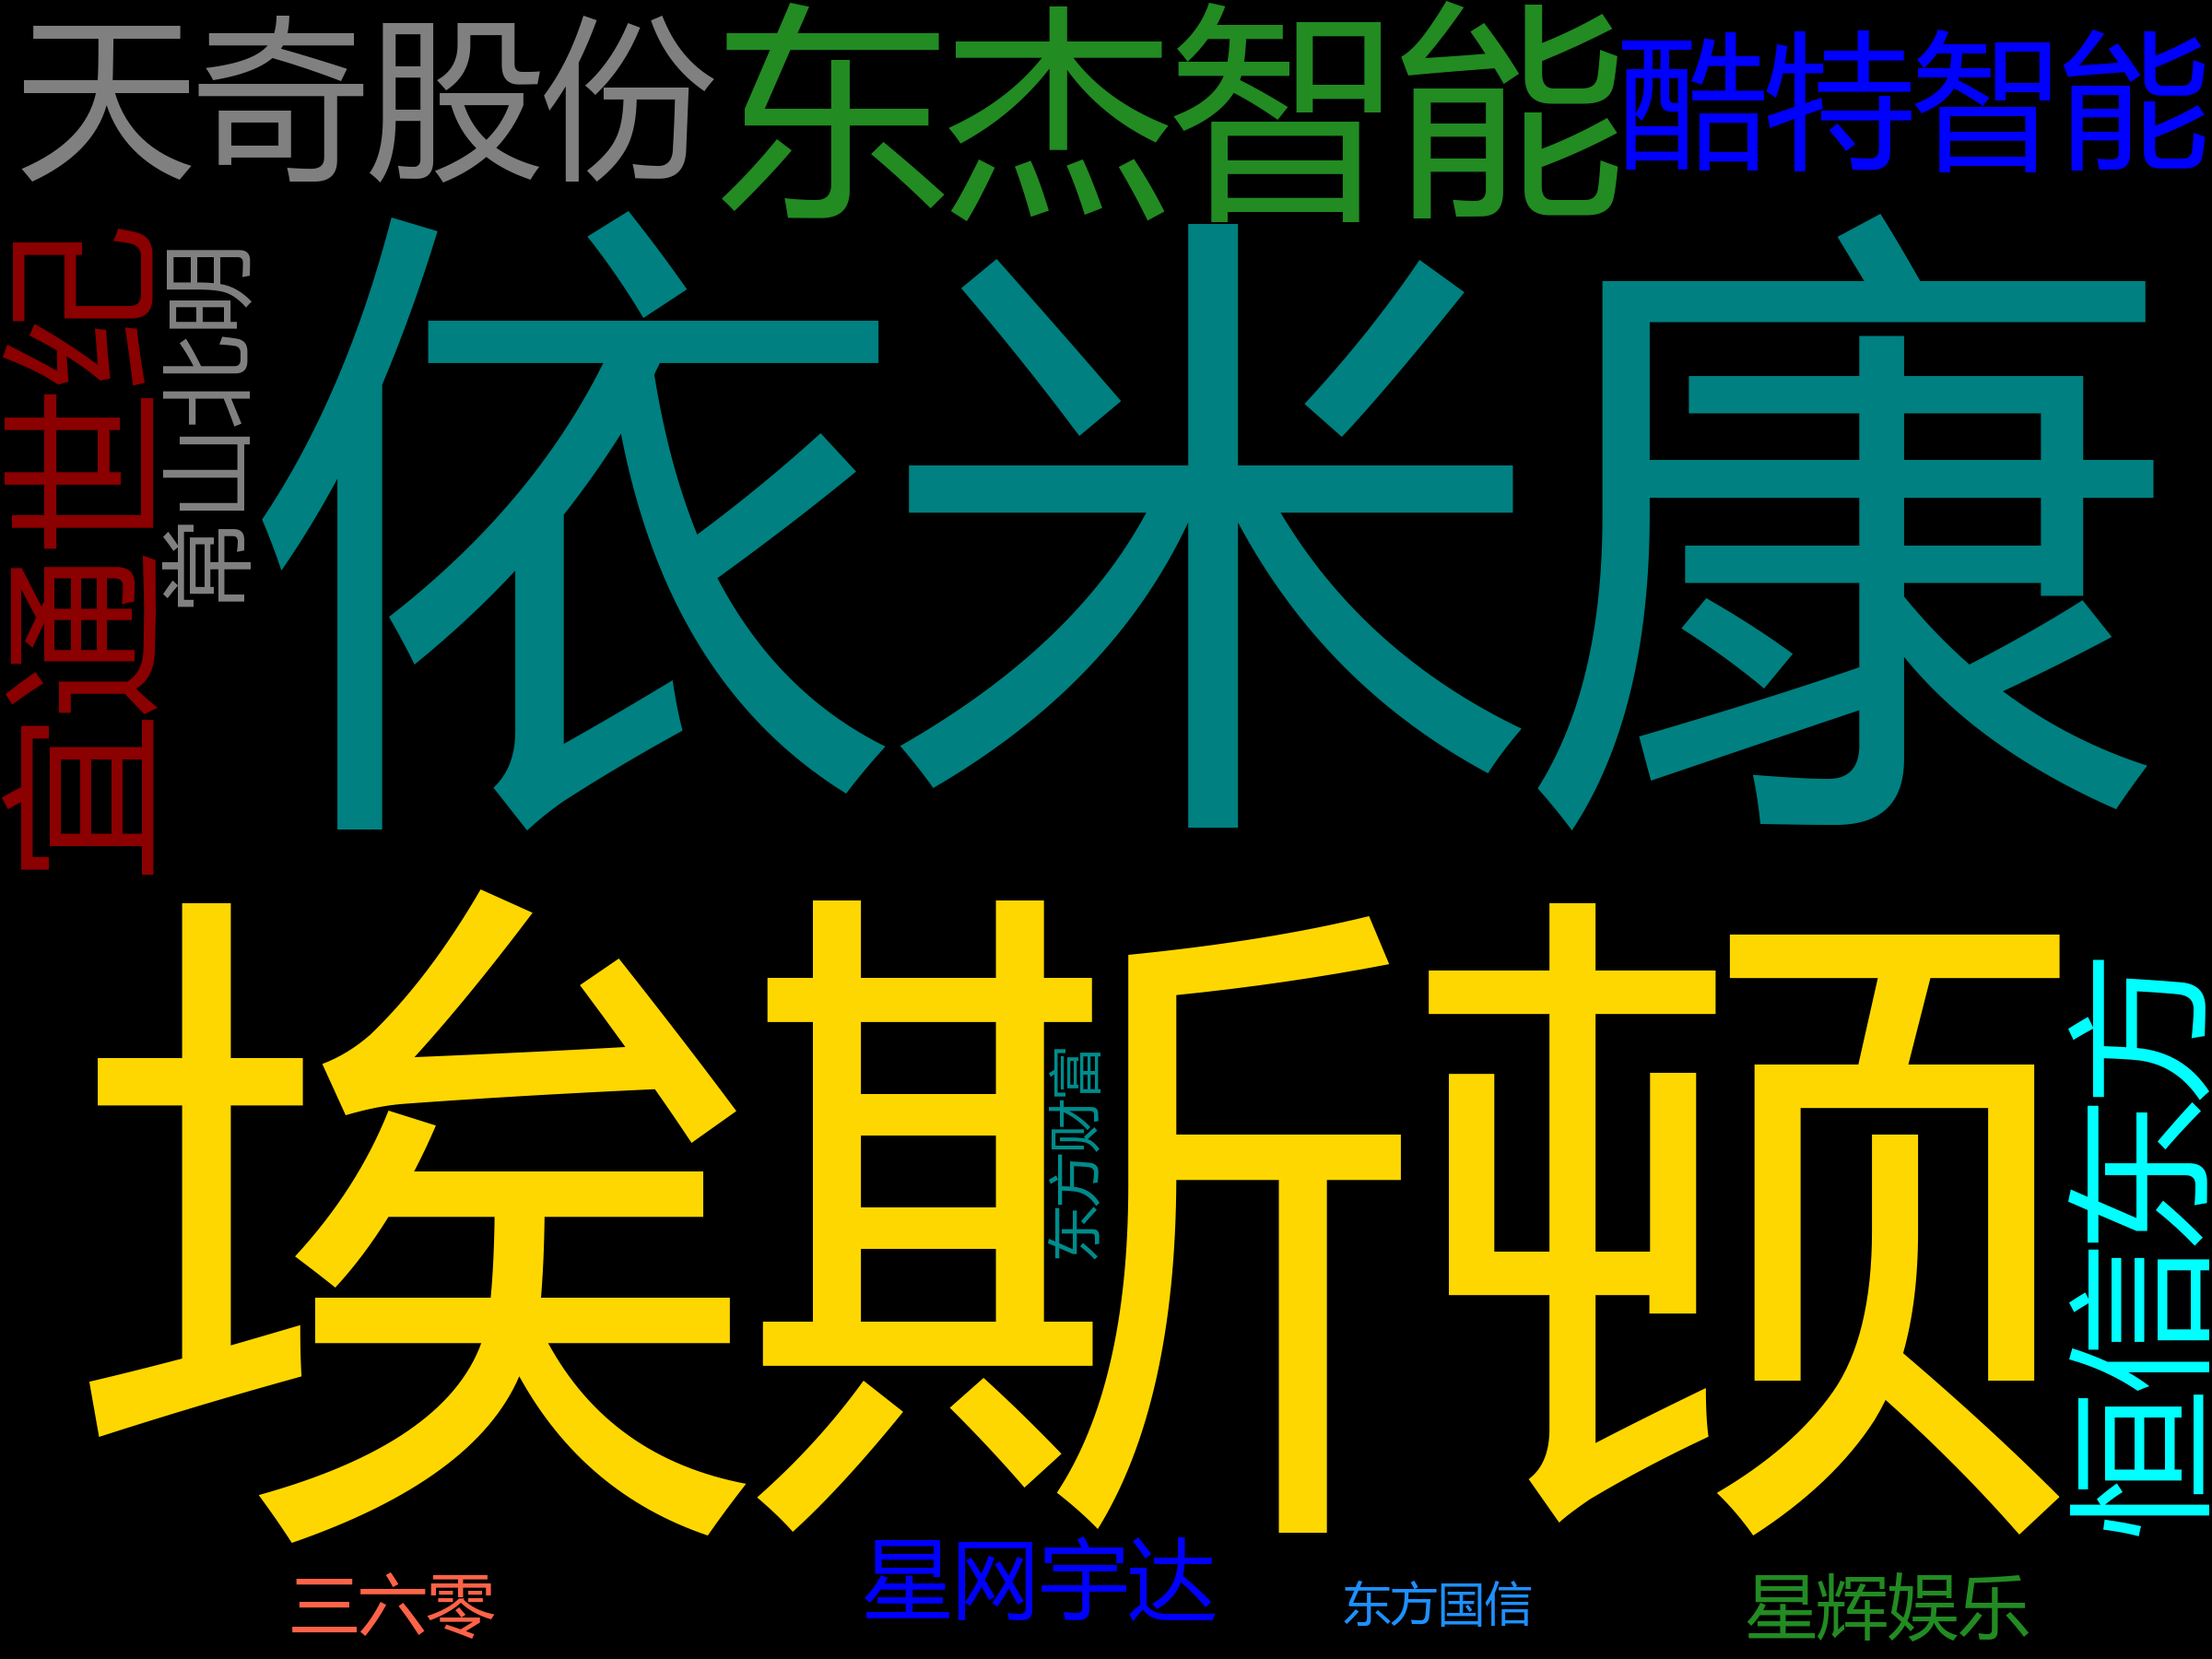 天奇股份
东杰智能
酷特智能
宜通世纪
常山北明
依米康
埃斯顿
东方财富
恒信东方
三六零
星网宇达
东方国信
星辉娱乐